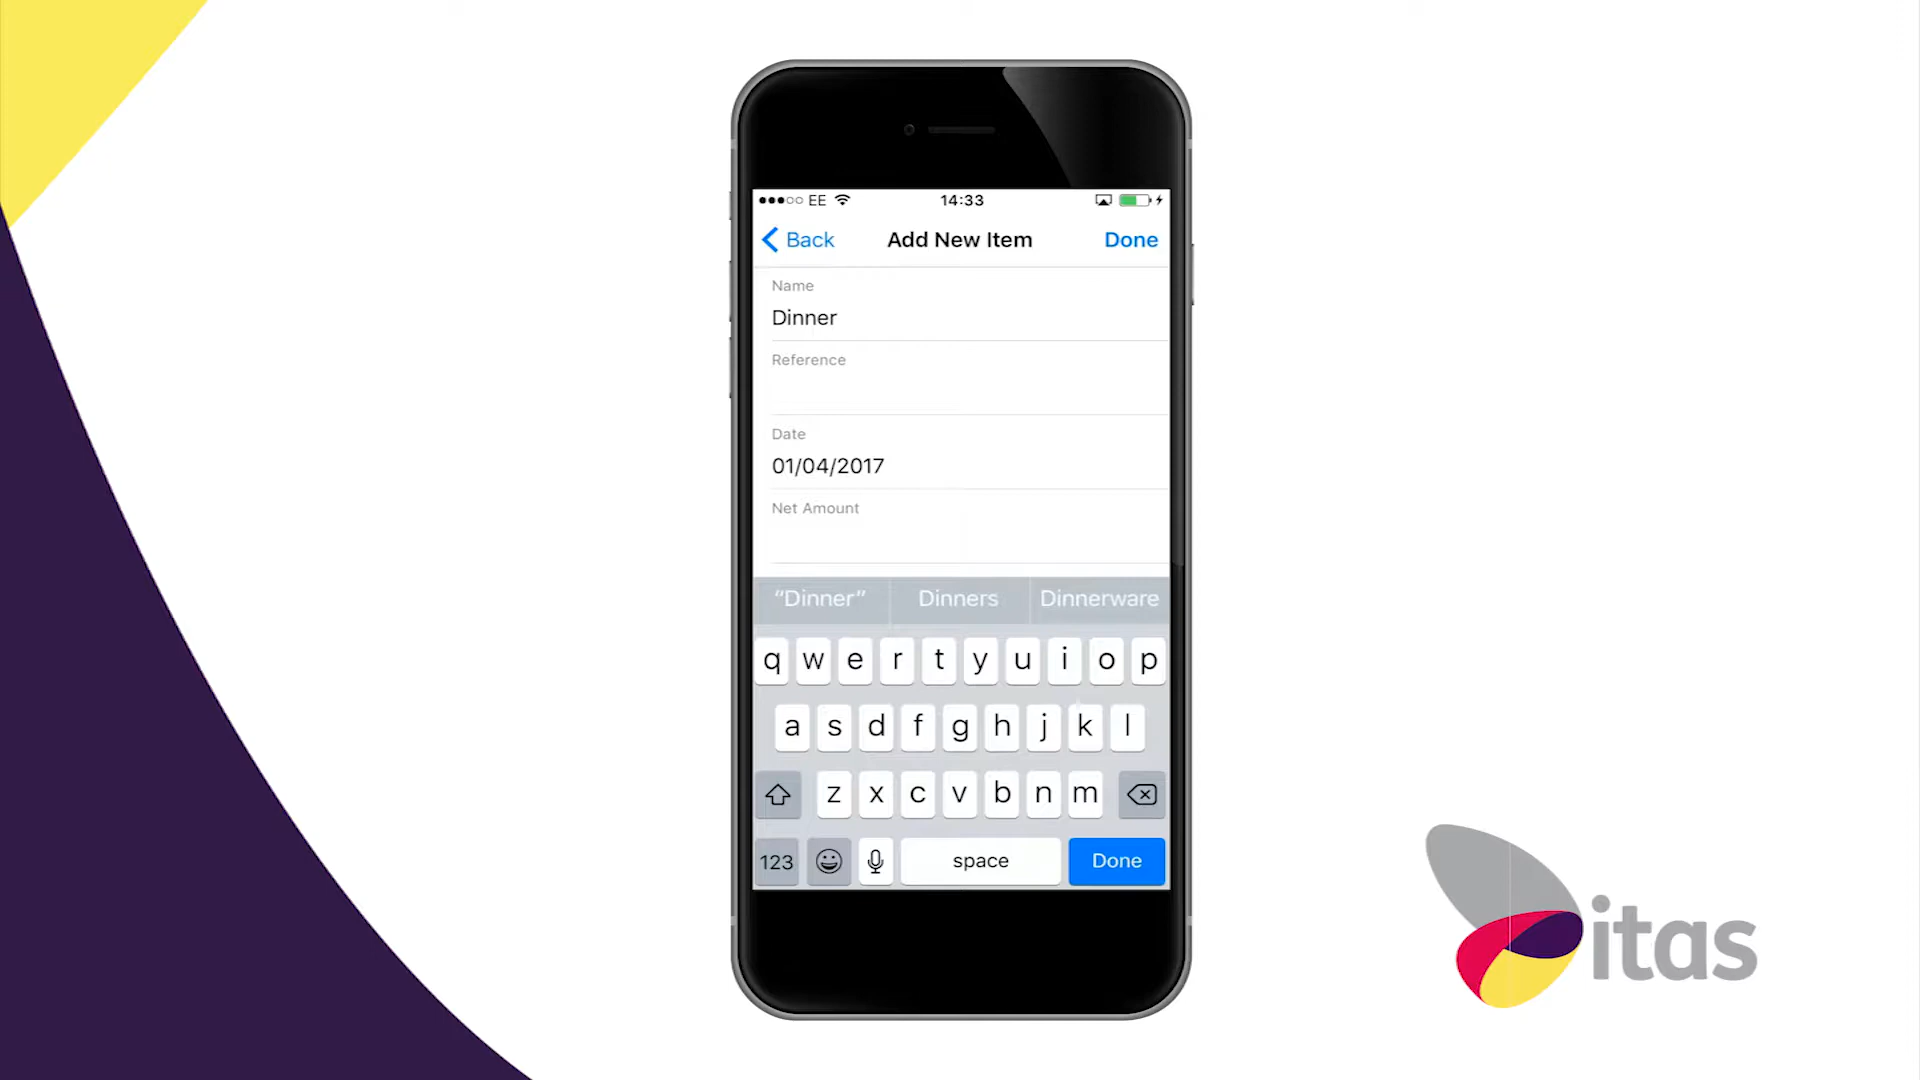 EE 14:33
Back Add New Item Done
Name
Dinner
Reference
Date
01/04/2017
Net Amount
“Dinner” Dinners Dinnerware
q w e r t y u i o p
a s d f g h j k l
z x c v b n m
123 space Done
itas